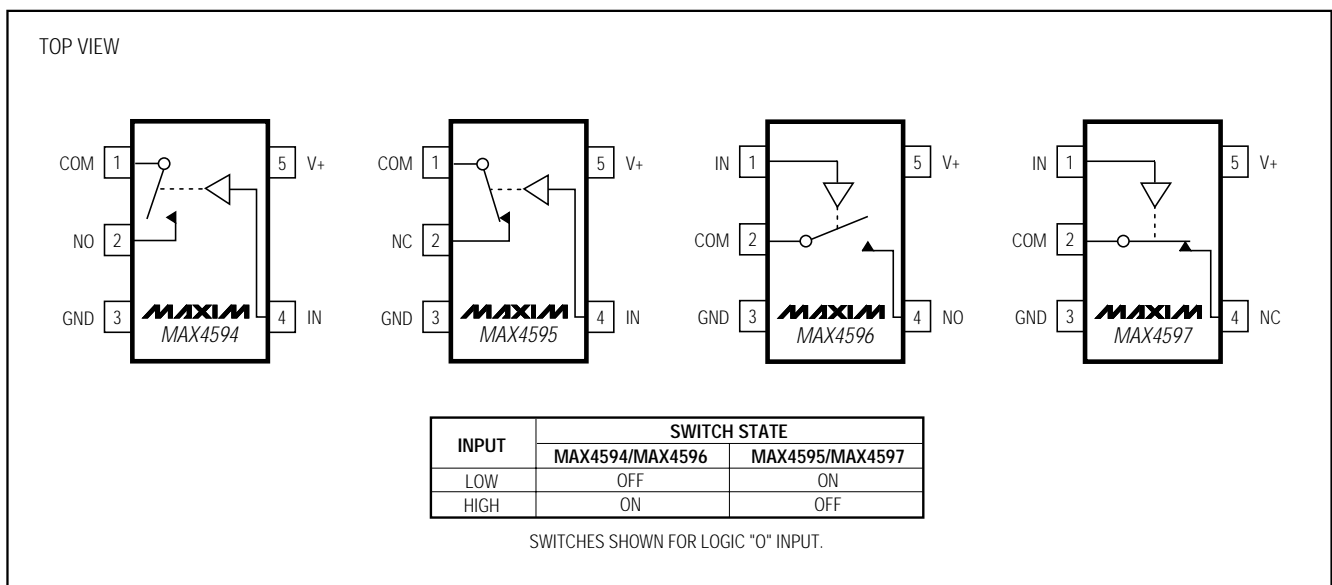 TOP VIEW
COM 1 5 V+
NO 2
GND 3 4 IN
MAXIM
MAX4594
COM 1 5 V+
NC 2
GND 3 4 IN
MAXIM
MAX4595
IN 1 5 V+
COM 2
GND 3 4 NO
MAXIM
MAX4596
IN 1 5 V+
COM 2
GND 3 4 NC
MAXIM
MAX4597
INPUT SWITCH STATE
MAX4594/MAX4596 MAX4595/MAX4597
LOW OFF ON
HIGH ON OFF
SWITCHES SHOWN FOR LOGIC "O" INPUT.